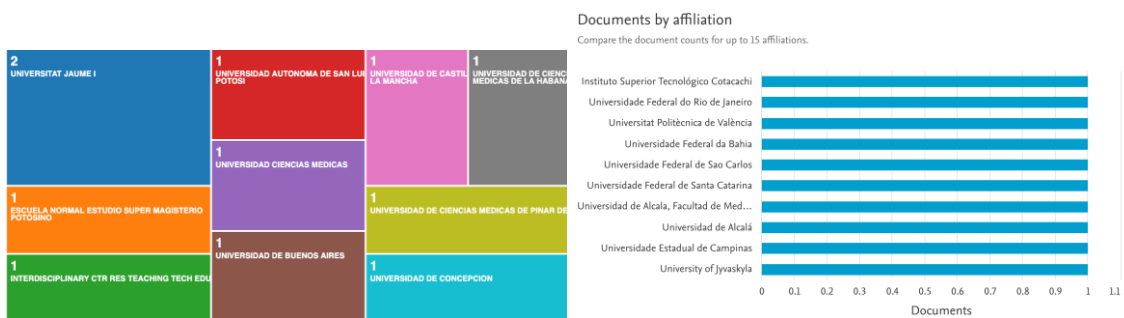 2
UNIVERSITAT JAUME I
1
UNIVERSIDAD AUTONOMA DE SAN LUI
POTOSI
1
UNIVERSIDAD DE CASTIL
LA MANCHA
1
UNIVERSIDAD DE CIENC
MEDICAS DE LA HABANA
1
UNIVERSIDAD CIENCIAS MEDICAS
1
ESCUELA NORMAL ESTUDIO SUPER MAGISTERIO
POTOSINO
1
UNIVERSIDAD DE CIENCIAS MEDICAS DE PINAR DE
1
UNIVERSIDAD DE BUENOS AIRES
1
INTERDISCIPLINARY CTR RES TEACHING TECH EDU
1
UNIVERSIDAD DE CONCEPCION
Documents by affiliation
Compare the document counts for up to 15 affiliations.
Instituto Superior Tecnológico Cotacachi
Universidade Federal do Rio de Janeiro
Universitat Politècnica de València
Universidade Federal da Bahia
Universidade Federal de Sao Carlos
Universidade Federal de Santa Catarina
Universidad de Alcala, Facultad de Med...
Universidad de Alcalá
Universidade Estadual de Campinas
University of Jyvaskyla
0 0.1 0.2 0.3 0.4 0.5 0.6 0.7 0.8 0.9 1 1.1
Documents